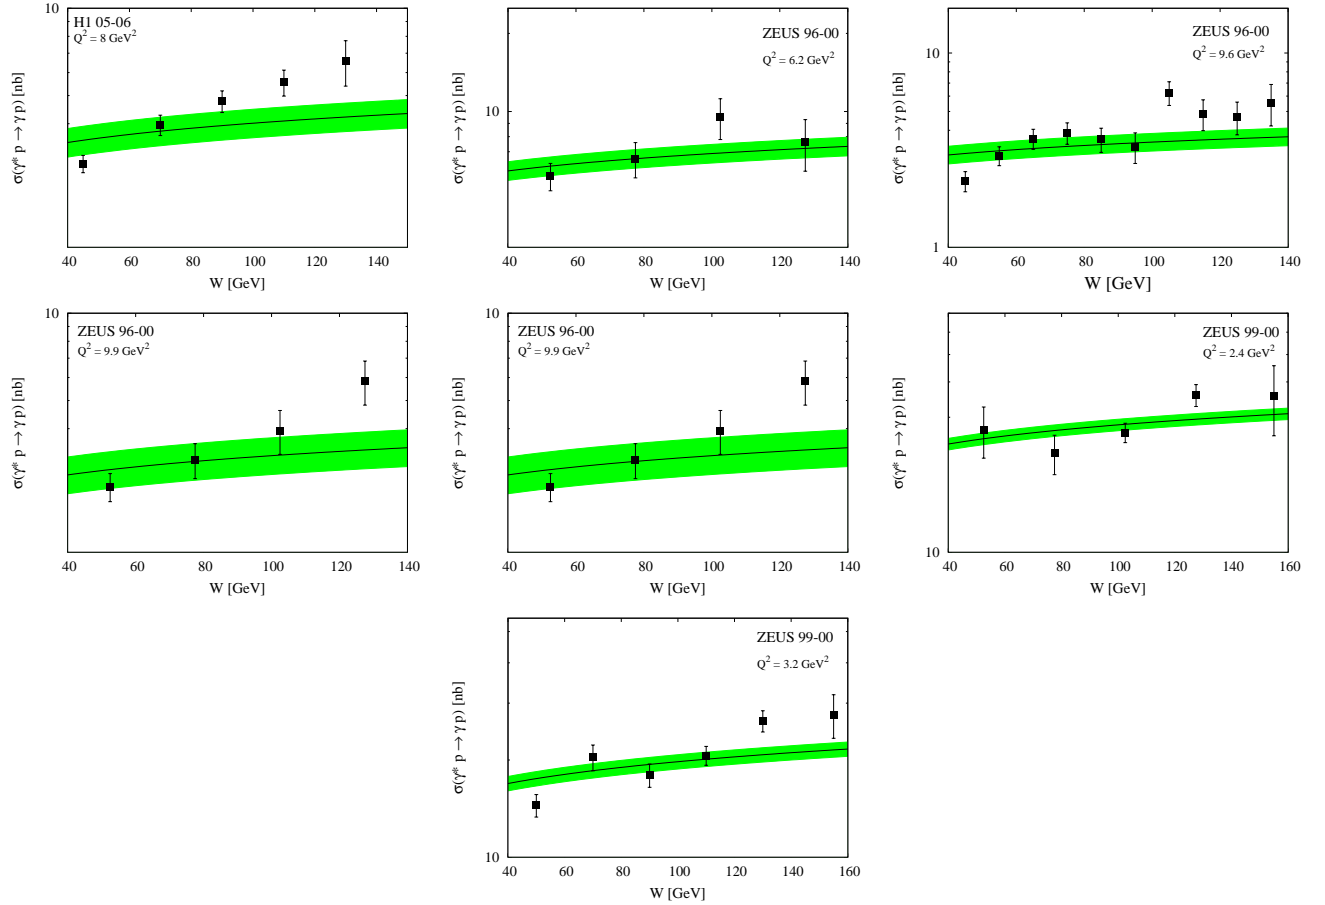 10
H1 05-06
Q² = 8 GeV²
σ(γ* p → γ p) [nb]
40 60 80 100 120 140
W [GeV]
ZEUS 96-00
Q² = 6.2 GeV²
10
σ(γ* p → γ p) [nb]
40 60 80 100 120 140
W [GeV]
ZEUS 96-00
10
Q² = 9.6 GeV²
σ(γ* p → γ p) [nb]
1
40 60 80 100 120 140
W [GeV]
10
ZEUS 96-00
Q² = 9.9 GeV²
σ(γ* p → γ p) [nb]
40 60 80 100 120 140
W [GeV]
10
ZEUS 96-00
Q² = 9.9 GeV²
σ(γ* p → γ p) [nb]
40 60 80 100 120 140
W [GeV]
ZEUS 99-00
Q² = 2.4 GeV²
σ(γ* p → γ p) [nb]
10
40 60 80 100 120 140 160
W [GeV]
ZEUS 99-00
Q² = 3.2 GeV²
σ(γ* p → γ p) [nb]
10
40 60 80 100 120 140 160
W [GeV]